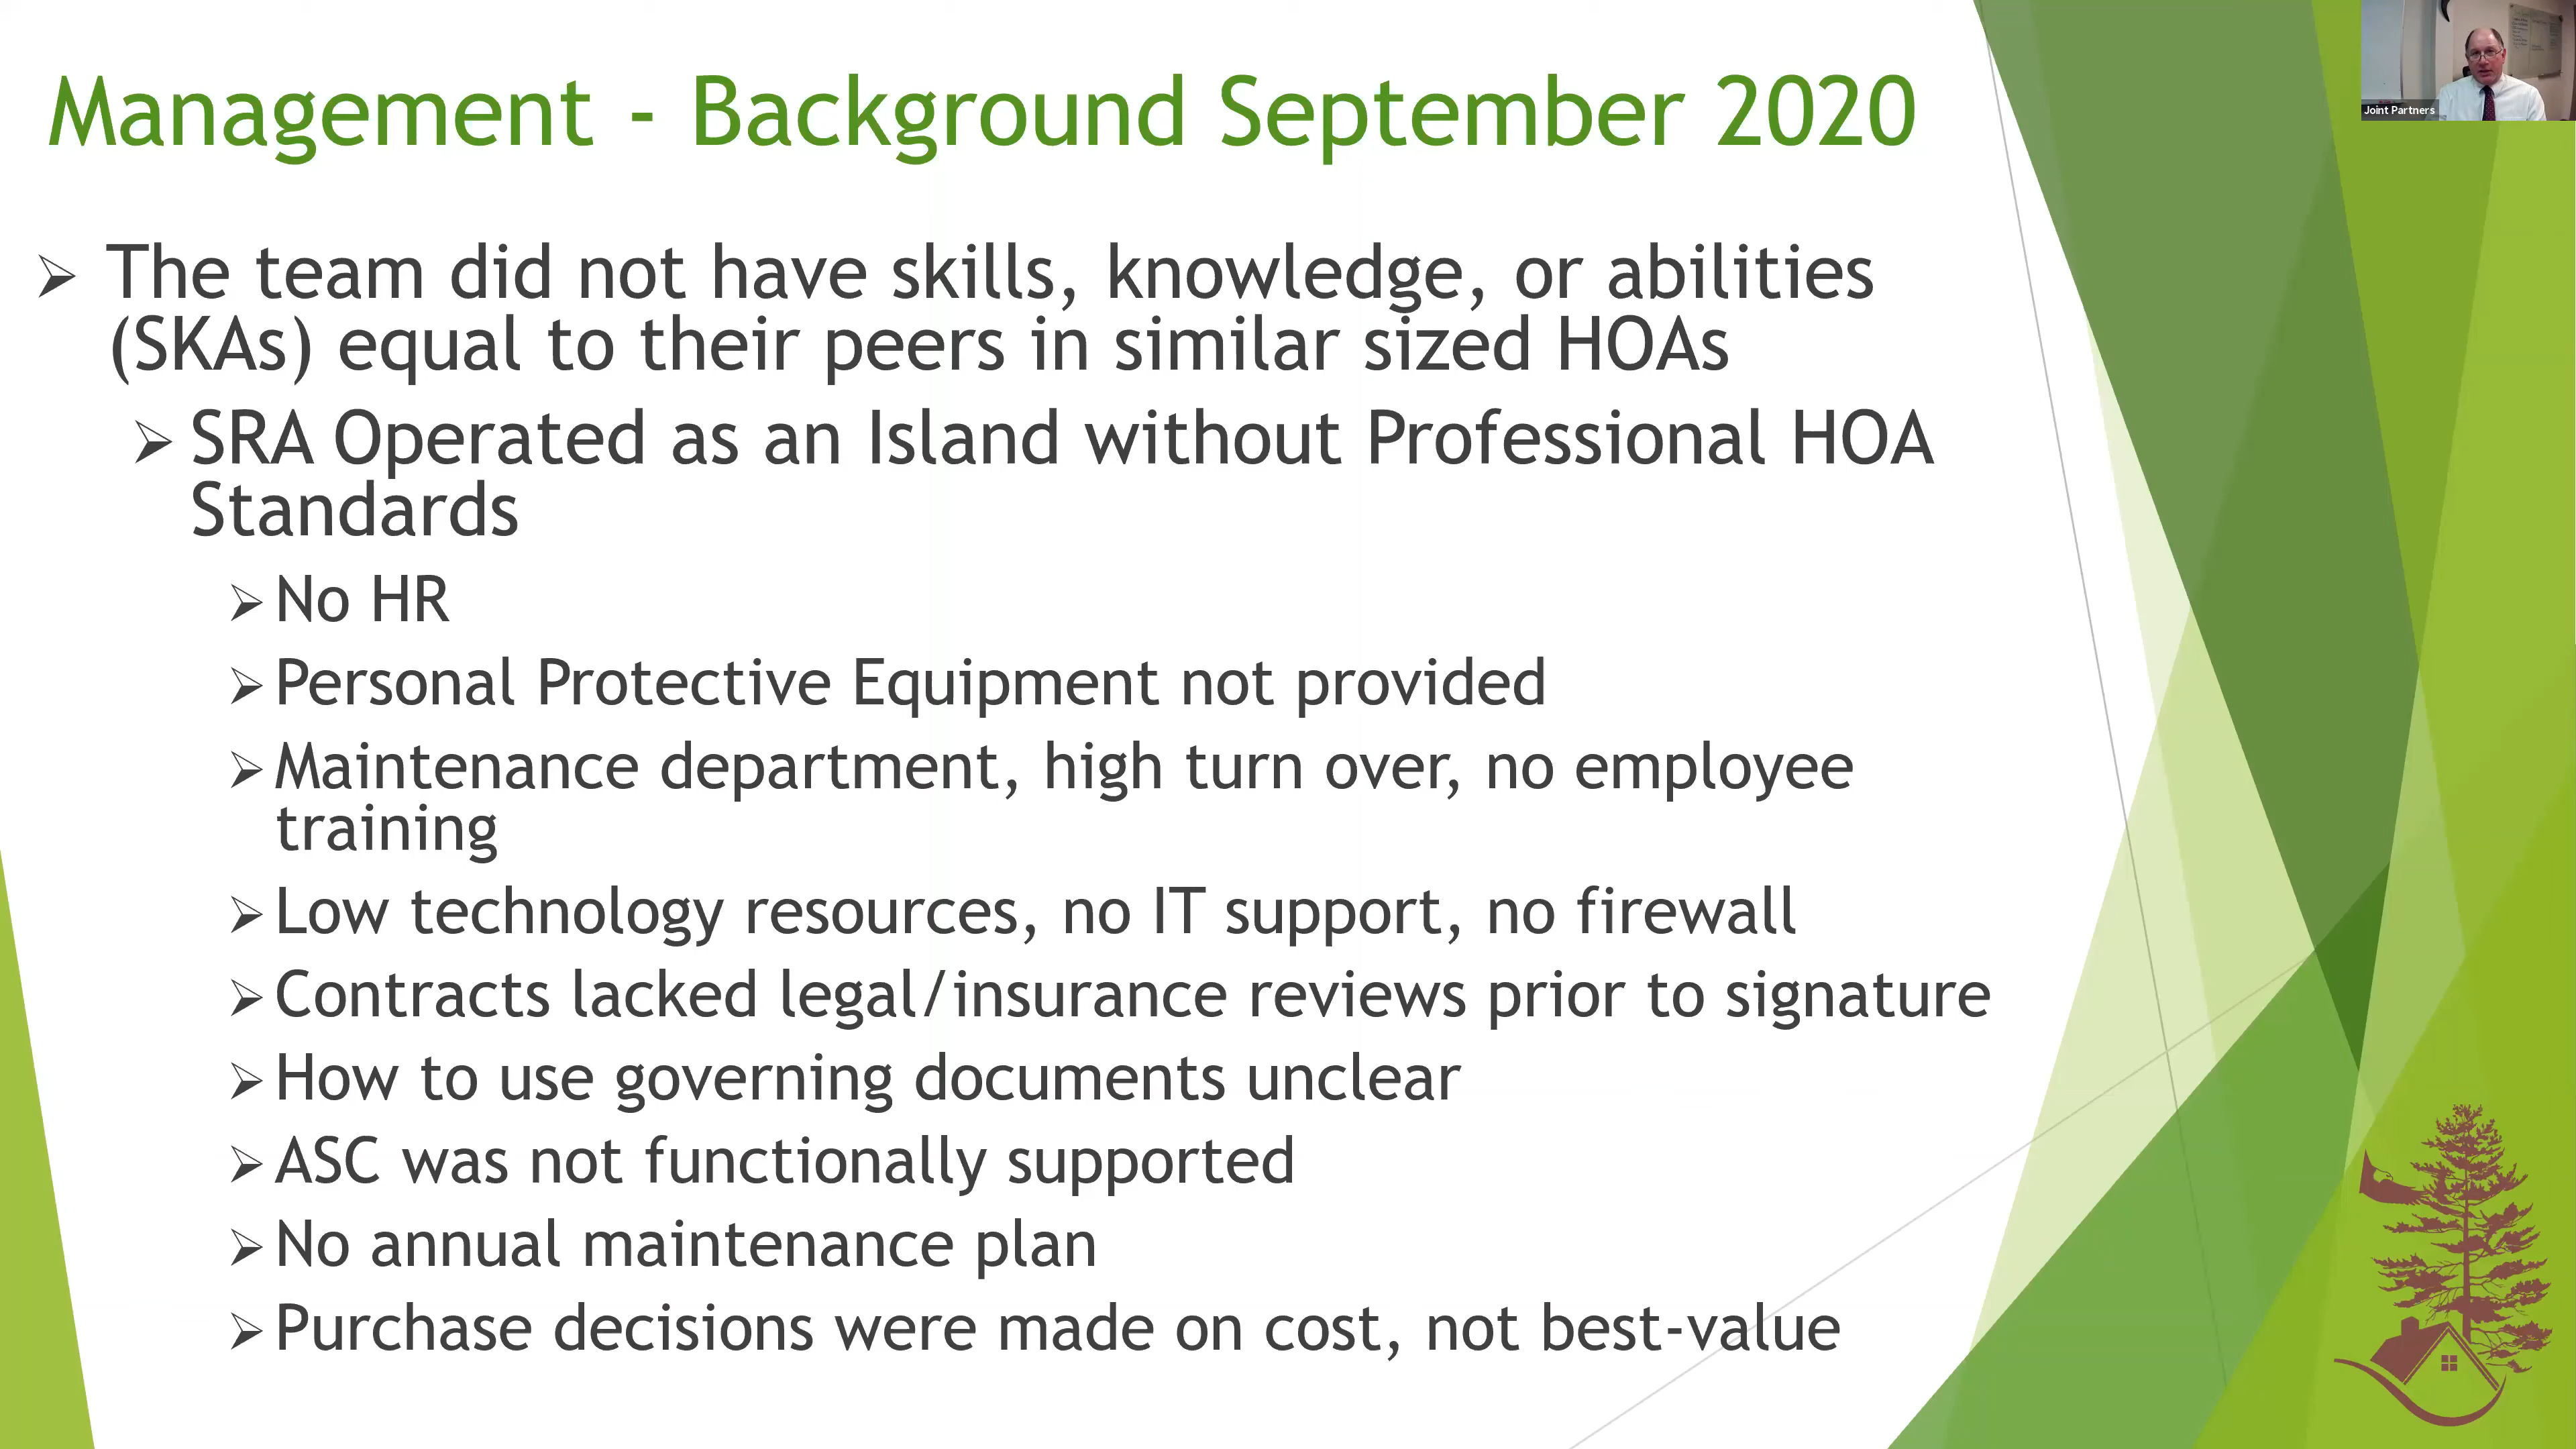 Management - Background September 2020
Joint Partners
➢ The team did not have skills, knowledge, or abilities
(SKAs) equal to their peers in similar sized HOAs
➢ SRA Operated as an Island without Professional HOA
Standards
➢ No HR
➢ Personal Protective Equipment not provided
➢ Maintenance department, high turn over, no employee
training
➢ Low technology resources, no IT support, no firewall
➢ Contracts lacked legal/insurance reviews prior to signature
➢ How to use governing documents unclear
➢ ASC was not functionally supported
➢ No annual maintenance plan
➢ Purchase decisions were made on cost, not best-value